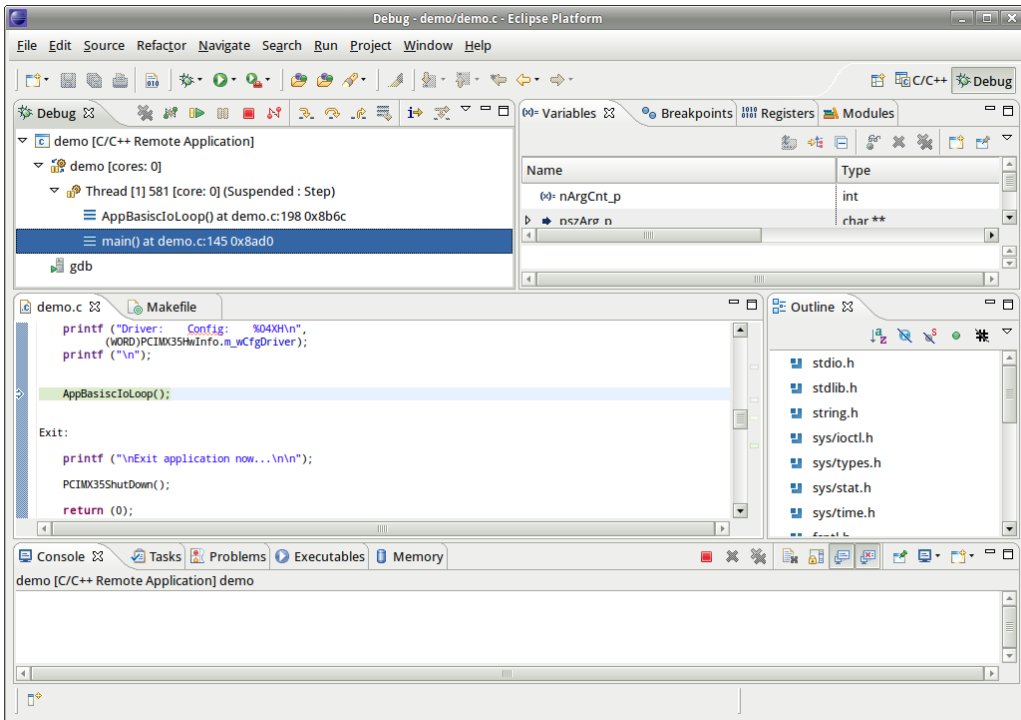 Debug - demo/demo.c - Eclipse Platform
File Edit Source Refactor Navigate Search Run Project Window Help
C/C++ Debug
Debug
demo [C/C++ Remote Application]
demo [cores: 0]
Thread [1] 581 [core: 0] (Suspended : Step)
AppBasiscIoLoop() at demo.c:198 0x8b6c
main() at demo.c:145 0x8ad0
gdb
(x)= Variables Breakpoints 1010 Registers Modules
Name Type
(x)= nArgCnt_p int
pszArg_p char **
demo.c Makefile
printf ("Driver: Config: %04XH\n",
(WORD)PCIMX35HwInfo.m_wCfgDriver);
printf ("\n");
AppBasiscIoLoop();
Exit:
printf ("\nExit application now...\n\n");
PCIMX35ShutDown();
return (0);
Outline
stdio.h
stdlib.h
string.h
sys/ioctl.h
sys/types.h
sys/stat.h
sys/time.h
Console Tasks Problems Executables Memory
demo [C/C++ Remote Application] demo